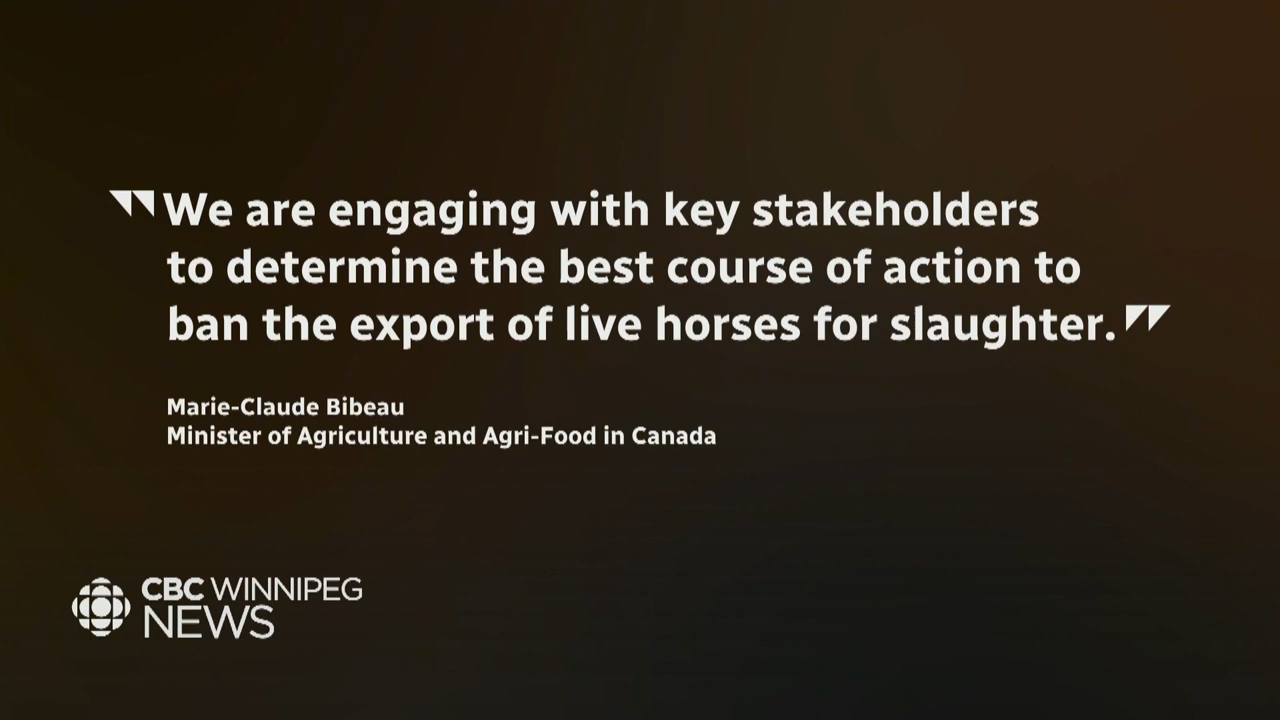 "We are engaging with key stakeholders
to determine the best course of action to
ban the export of live horses for slaughter."
Marie-Claude Bibeau
Minister of Agriculture and Agri-Food in Canada
CBC WINNIPEG
NEWS